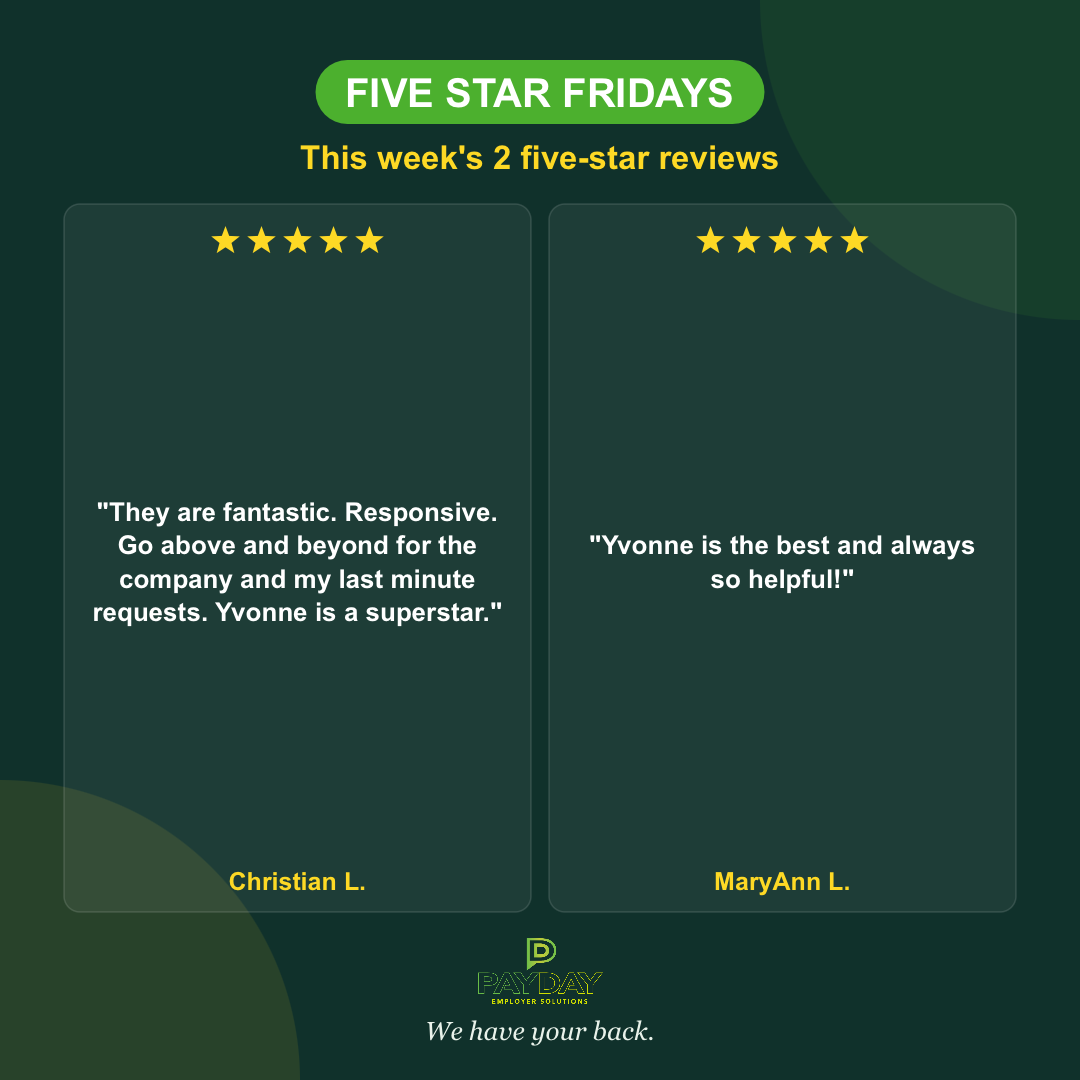 FIVE STAR FRIDAYS
This week's 2 five-star reviews
"They are fantastic. Responsive.
Go above and beyond for the
company and my last minute
requests. Yvonne is a superstar."
Christian L.
"Yvonne is the best and always
so helpful!"
MaryAnn L.
PAYDAY
EMPLOYER SOLUTIONS
We have your back.